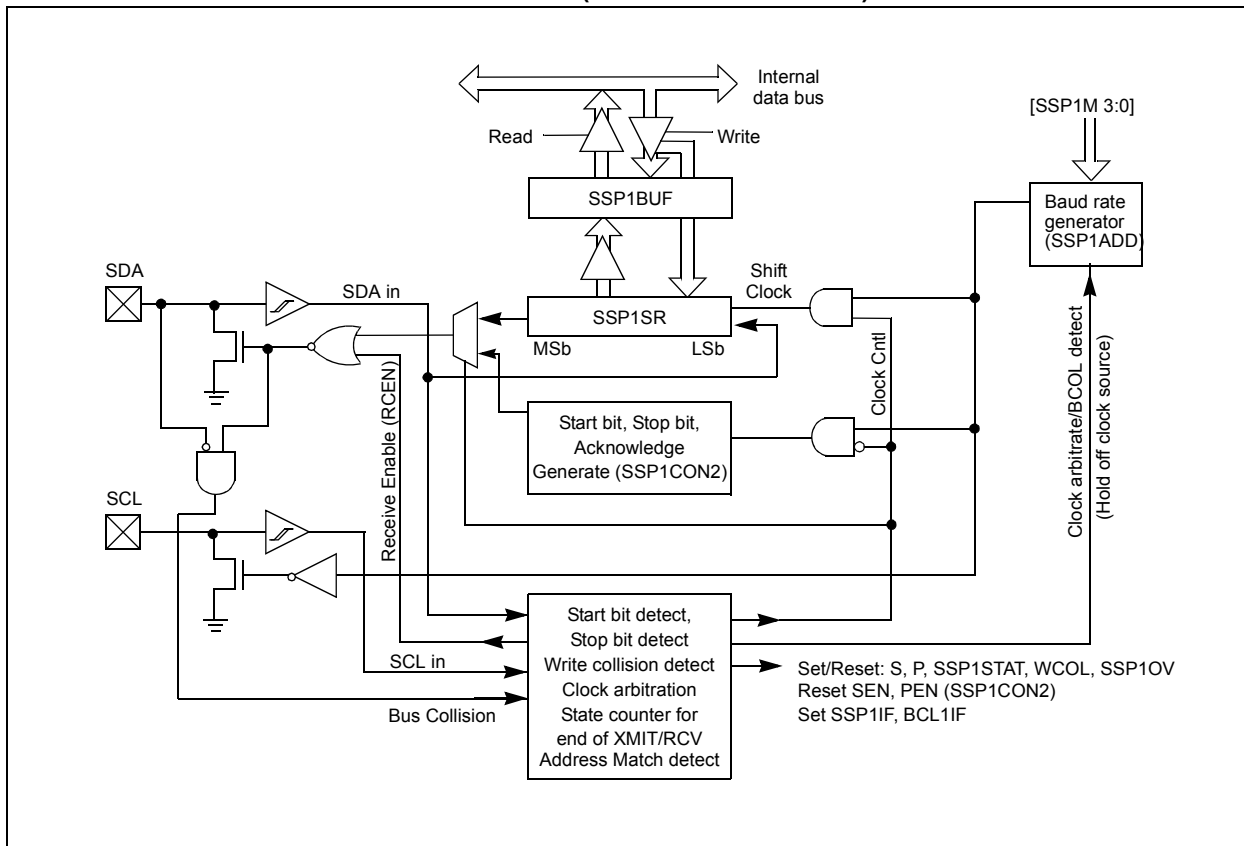 Internal
data bus
[SSP1M 3:0]
Read
Write
SSP1BUF
Baud rate
generator
(SSP1ADD)
SDA
Shift
Clock
SDA in
SSP1SR
MSb
LSb
Clock Cntl
Receive Enable (RCEN)
Start bit, Stop bit,
Acknowledge
Generate (SSP1CON2)
Clock arbitrate/BCOL detect
(Hold off clock source)
SCL
Start bit detect,
Stop bit detect
Write collision detect
Clock arbitration
State counter for
end of XMIT/RCV
Address Match detect
SCL in
Bus Collision
Set/Reset: S, P, SSP1STAT, WCOL, SSP1OV
Reset SEN, PEN (SSP1CON2)
Set SSP1IF, BCL1IF